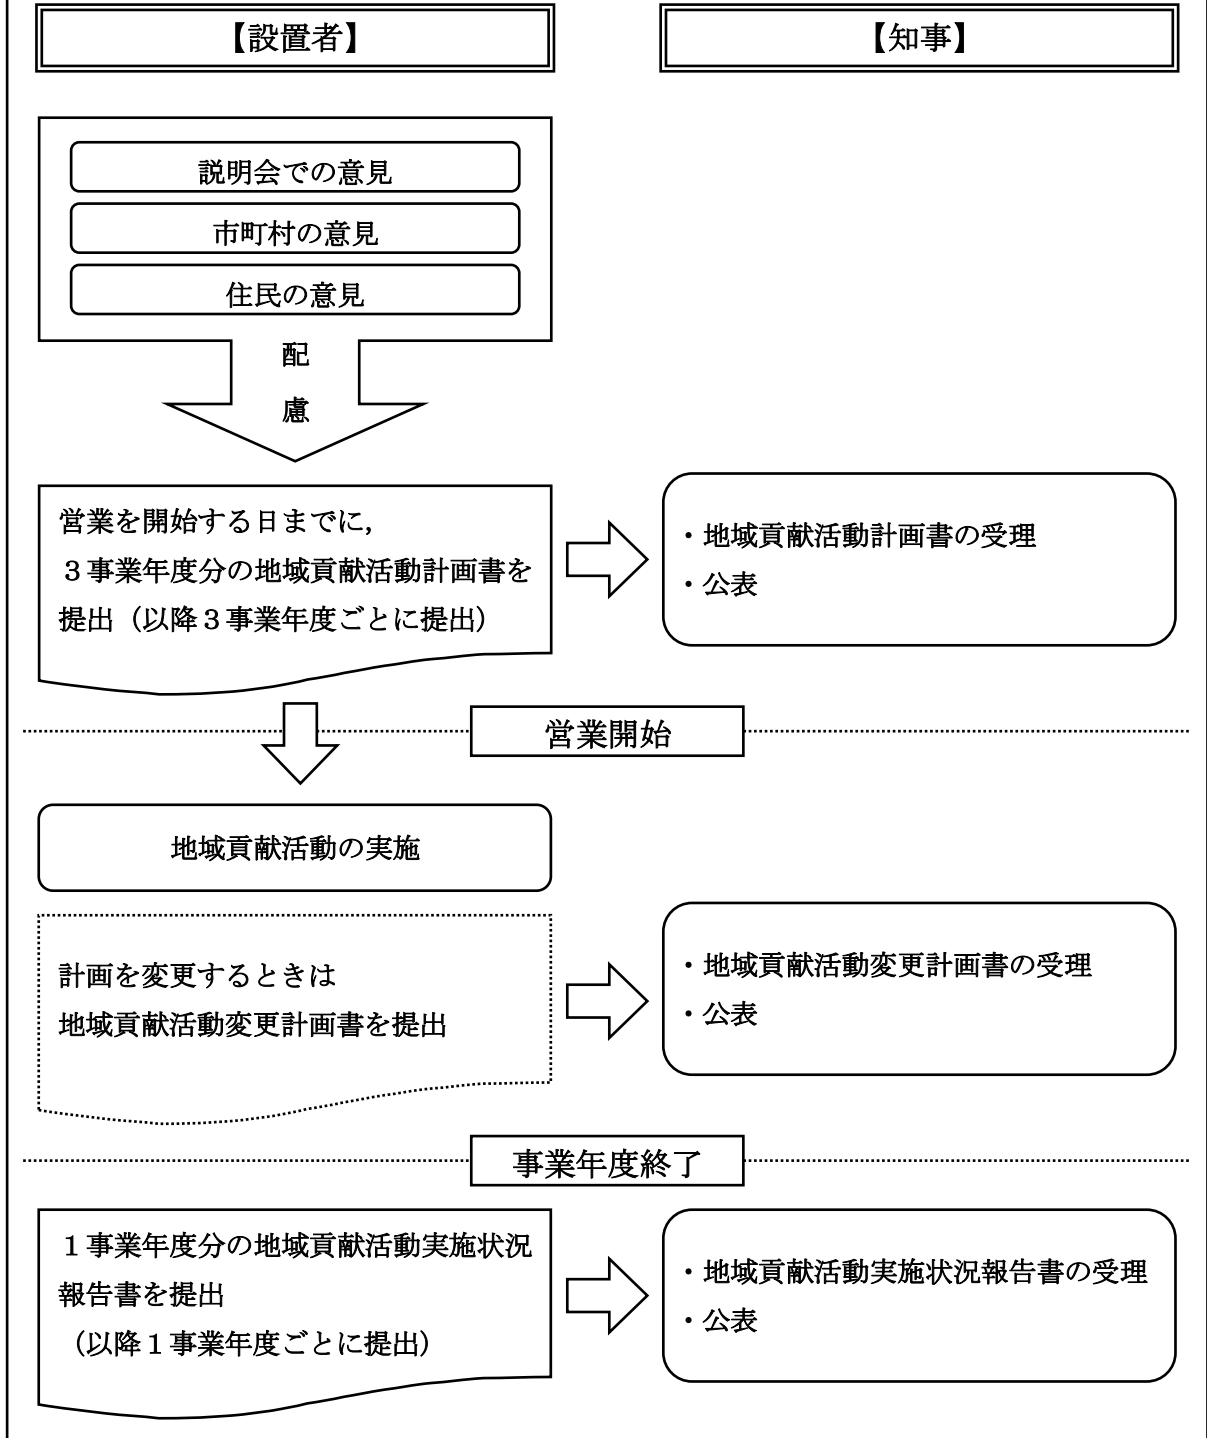 【設置者】
【知事】
説明会での意見
市町村の意見
住民の意見
配
慮
営業を開始する日までに，
３事業年度分の地域貢献活動計画書を
提出（以降３事業年度ごとに提出）
・地域貢献活動計画書の受理
・公表
営業開始
地域貢献活動の実施
計画を変更するときは
地域貢献活動変更計画書を提出
・地域貢献活動変更計画書の受理
・公表
事業年度終了
１事業年度分の地域貢献活動実施状況
報告書を提出
（以降１事業年度ごとに提出）
・地域貢献活動実施状況報告書の受理
・公表